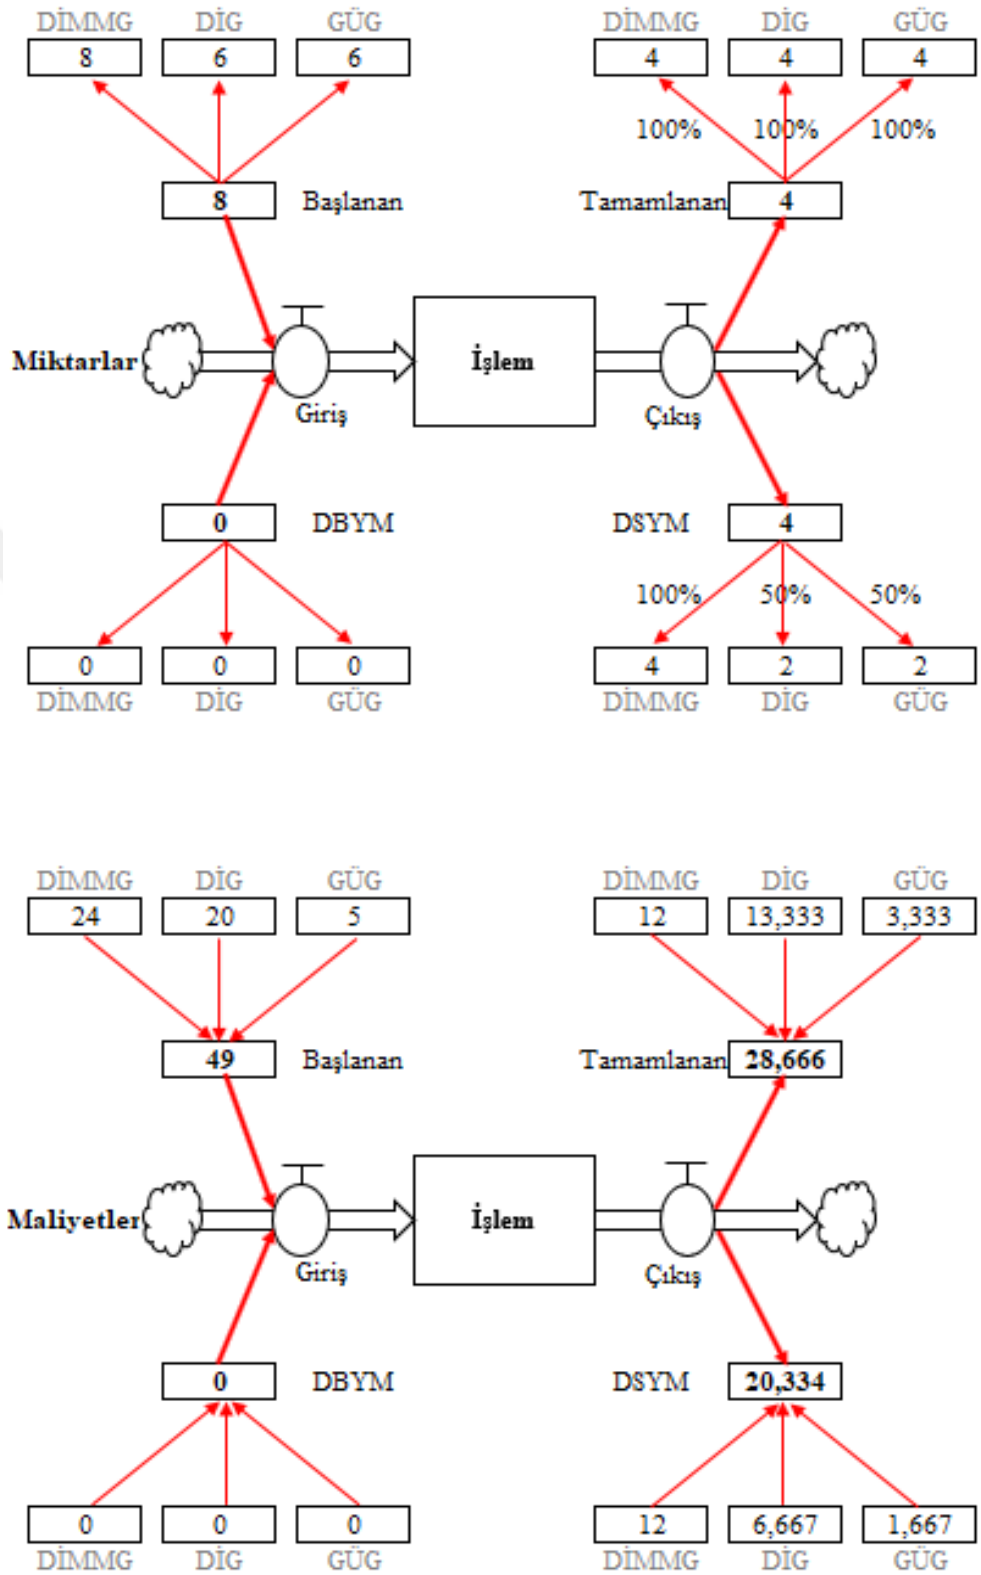 DİMMG DİG GÜG DİMMG DİG GÜG
8 6 6 4 4 4
100% 100% 100%
8 Başlanan Tamamlanan 4
Miktarlar İşlem
Giriş Çıkış
0 DBYM DSYM 4
100% 50% 50%
0 0 0 4 2 2
DİMMG DİG GÜG DİMMG DİG GÜG
DİMMG DİG GÜG DİMMG DİG GÜG
24 20 5 12 13,333 3,333
49 Başlanan Tamamlanan 28,666
Maliyetler İşlem
Giriş Çıkış
0 DBYM DSYM 20,334
0 0 0 12 6,667 1,667
DİMMG DİG GÜG DİMMG DİG GÜG